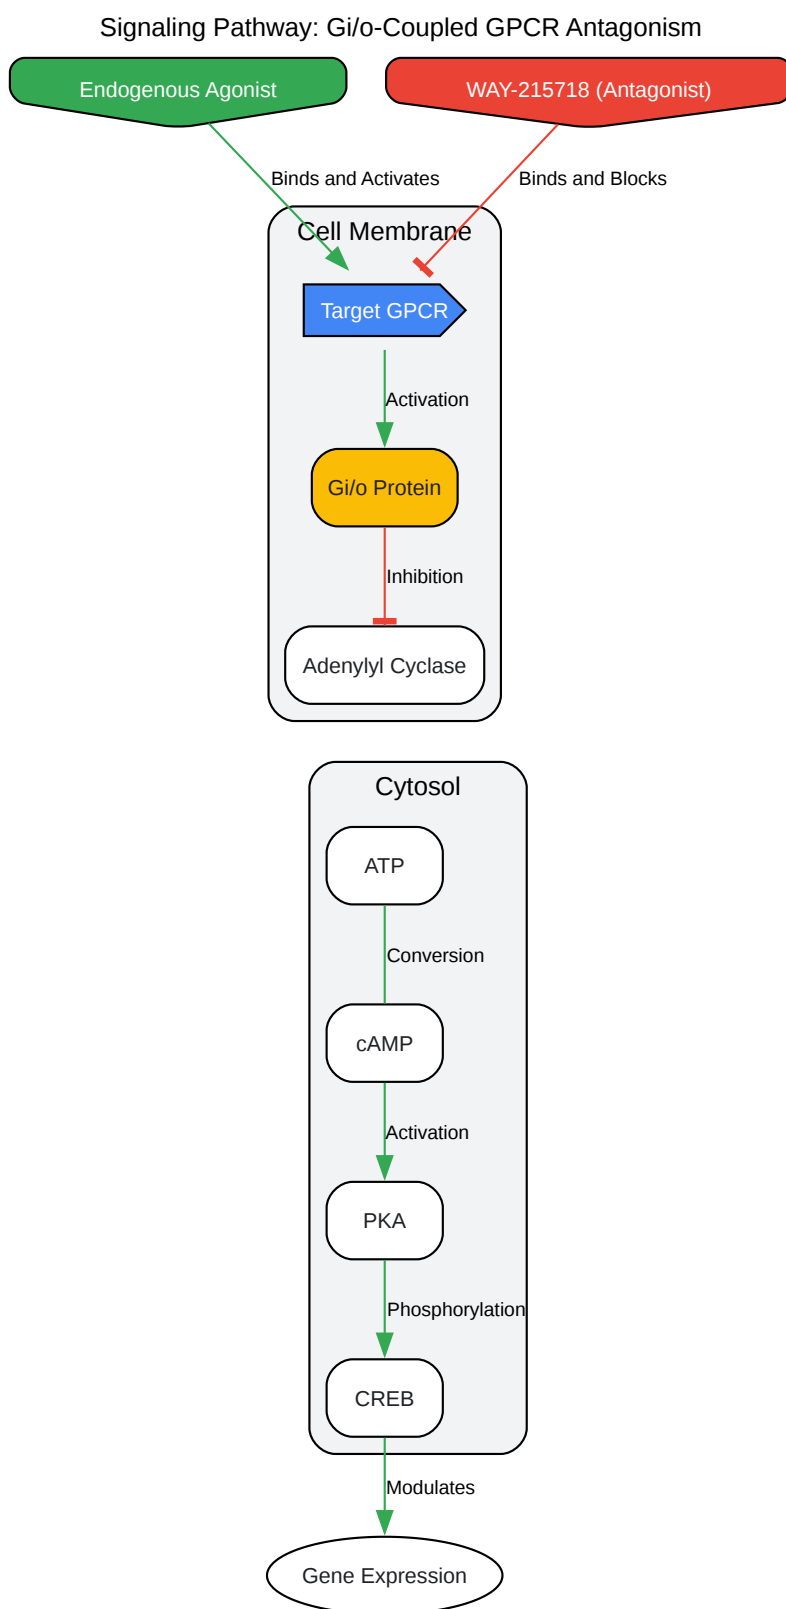 Signaling Pathway: Gi/o-Coupled GPCR Antagonism
Endogenous Agonist
WAY-215718 (Antagonist)
Binds and Activates
Binds and Blocks
Cell Membrane
Target GPCR
Activation
Gi/o Protein
Inhibition
Adenylyl Cyclase
Cytosol
ATP
Conversion
cAMP
Activation
PKA
Phosphorylation
CREB
Modulates
Gene Expression